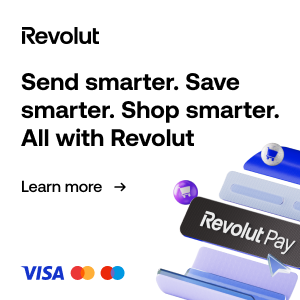 Revolut
Send smarter. Save
smarter. Shop smarter.
All with Revolut
Learn more →
Revolut Pay
VISA